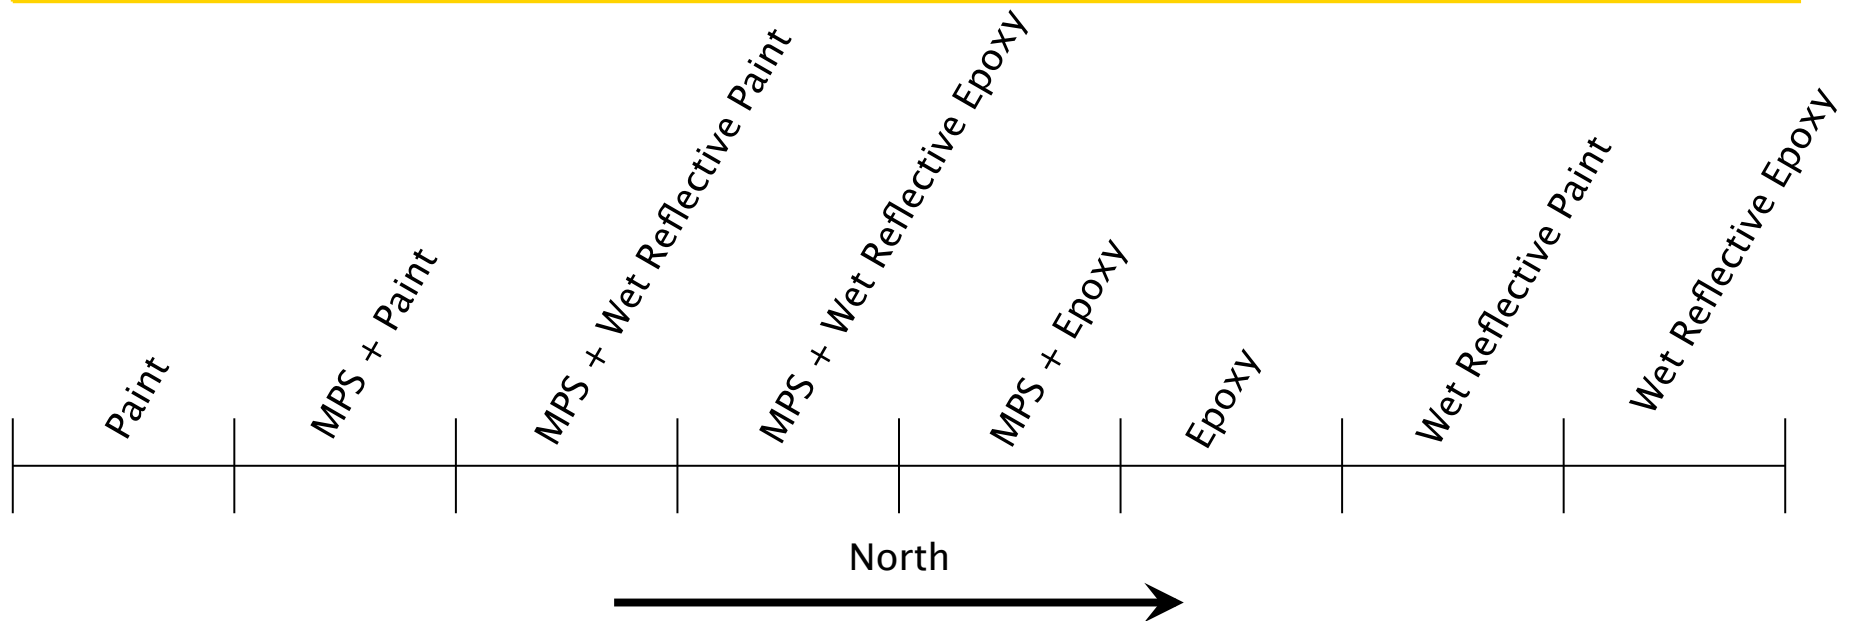 Paint
MPS + Paint
MPS + Wet Reflective Paint
MPS + Wet Reflective Epoxy
MPS + Epoxy
Epoxy
Wet Reflective Paint
Wet Reflective Epoxy
North